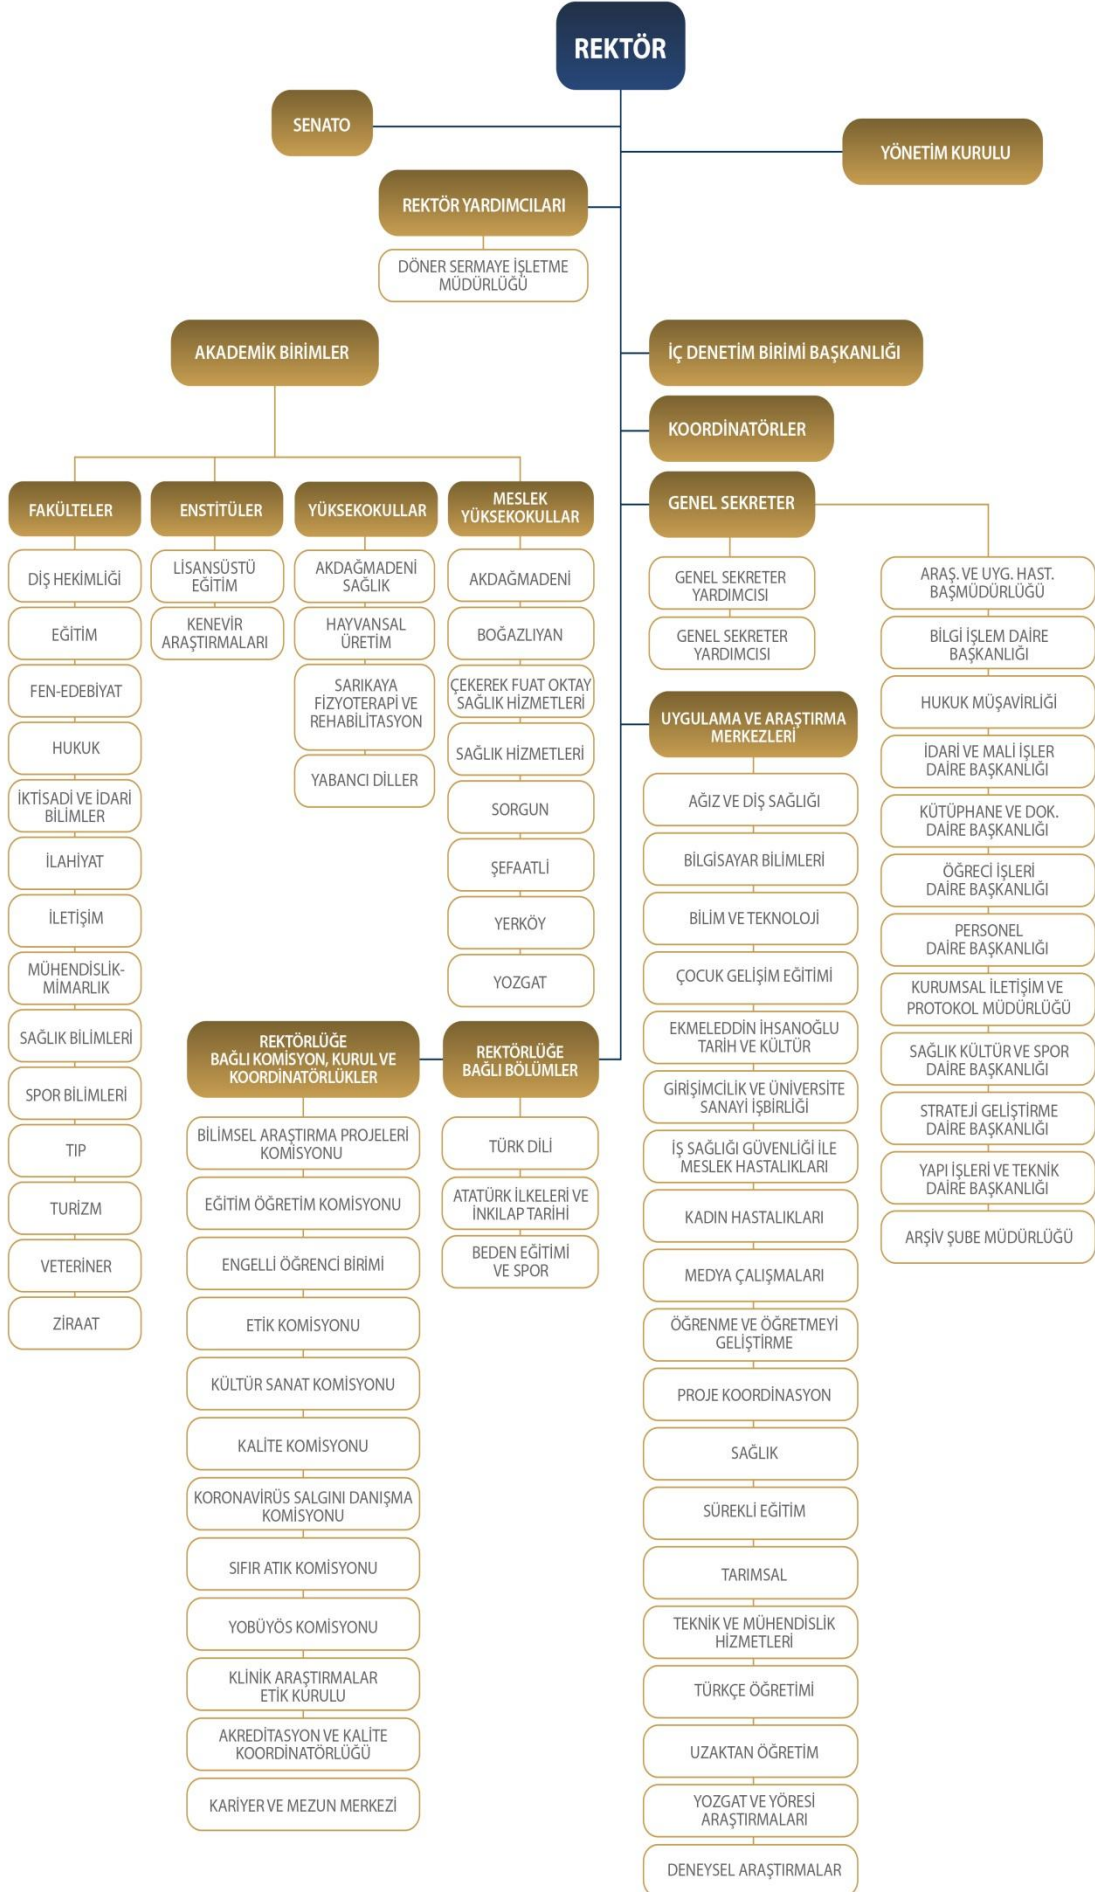 REKTÖR
SENATO
YÖNETİM KURULU
REKTÖR YARDIMCILARI
DÖNER SERMAYE İŞLETME
MÜDÜRLÜĞÜ
AKADEMİK BİRİMLER
İÇ DENETİM BİRİMİ BAŞKANLIĞI
KOORDİNATÖRLER
GENEL SEKRETER
FAKÜLTELER
DİŞ HEKİMLİĞİ
EĞİTİM
FEN-EDEBİYAT
HUKUK
İKTİSADİ VE İDARİ
BİLİMLER
İLAHİYAT
İLETİŞİM
MÜHENDİSLİK-
MİMARLIK
SAĞLIK BİLİMLERİ
SPOR BİLİMLERİ
TIP
TURİZM
VETERİNER
ZİRAAT
ENSTİTÜLER
LİSANSÜSTÜ
EĞİTİM
KENEVİR
ARAŞTIRMALARI
YÜKSEKOKULLAR
AKDAĞMADENİ
SAĞLIK
HAYVANSAL
ÜRETİM
SARIKAYA
FİZYOTERAPİ VE
REHABİLİTASYON
YABANCI DİLLER
MESLEK
YÜKSEKOKULLAR
AKDAĞMADENİ
BOĞAZLIYAN
ÇEKEREK FUAT OKTAY
SAĞLIK HİZMETLERİ
SAĞLIK HİZMETLERİ
SORGUN
ŞEFAATLİ
YERKÖY
YOZGAT
GENEL SEKRETER
YARDIMCISI
GENEL SEKRETER
YARDIMCISI
ARAŞ. VE UYG. HAST.
BAŞMÜDÜRLÜĞÜ
BİLGİ İŞLEM DAİRE
BAŞKANLIĞI
HUKUK MÜŞAVİRLİĞİ
İDARİ VE MALİ İŞLER
DAİRE BAŞKANLIĞI
KÜTÜPHANE VE DOK.
DAİRE BAŞKANLIĞI
ÖĞRECİ İŞLERİ
DAİRE BAŞKANLIĞI
PERSONEL
DAİRE BAŞKANLIĞI
KURUMSAL İLETİŞİM VE
PROTOKOL MÜDÜRLÜĞÜ
SAĞLIK KÜLTÜR VE SPOR
DAİRE BAŞKANLIĞI
STRATEJİ GELİŞTİRME
DAİRE BAŞKANLIĞI
YAPI İŞLERİ VE TEKNİK
DAİRE BAŞKANLIĞI
ARŞİV ŞUBE MÜDÜRLÜĞÜ
UYGULAMA VE ARAŞTIRMA
MERKEZLERİ
AĞIZ VE DİŞ SAĞLIĞI
BİLGİSAYAR BİLİMLERİ
BİLİM VE TEKNOLOJİ
ÇOCUK GELİŞİM EĞİTİMİ
EKMELEDDİN İHSANOĞLU
TARİH VE KÜLTÜR
GİRİŞİMCİLİK VE ÜNİVERSİTE
SANAYİ İŞBİRLİĞİ
İŞ SAĞLIĞI GÜVENLİĞİ İLE
MESLEK HASTALIKLARI
KADIN HASTALIKLARI
MEDYA ÇALIŞMALARI
ÖĞRENME VE ÖĞRETMEYİ
GELİŞTİRME
PROJE KOORDİNASYON
SAĞLIK
SÜREKLİ EĞİTİM
TARIMSAL
TEKNİK VE MÜHENDİSLİK
HİZMETLERİ
TÜRKÇE ÖĞRETİMİ
UZAKTAN ÖĞRETİM
YOZGAT VE YÖRESİ
ARAŞTIRMALARI
DENEYSEL ARAŞTIRMALAR
REKTÖRLÜĞE
BAĞLI KOMİSYON, KURUL VE
KOORDİNATÖRLÜKLER
BİLİMSEL ARAŞTIRMA PROJELERİ
KOMİSYONU
EĞİTİM ÖĞRETİM KOMİSYONU
ENGELLİ ÖĞRENCİ BİRİMİ
ETİK KOMİSYONU
KÜLTÜR SANAT KOMİSYONU
KALİTE KOMİSYONU
KORONAVİRÜS SALGINI DANIŞMA
KOMİSYONU
SIFIR ATIK KOMİSYONU
YOBÜYÖS KOMİSYONU
KLİNİK ARAŞTIRMALAR
ETİK KURULU
AKREDİTASYON VE KALİTE
KOORDİNATÖRLÜĞÜ
KARİYER VE MEZUN MERKEZİ
REKTÖRLÜĞE
BAĞLI BÖLÜMLER
TÜRK DİLİ
ATATÜRK İLKELERİ VE
İNKILAP TARİHİ
BEDEN EĞİTİMİ
VE SPOR